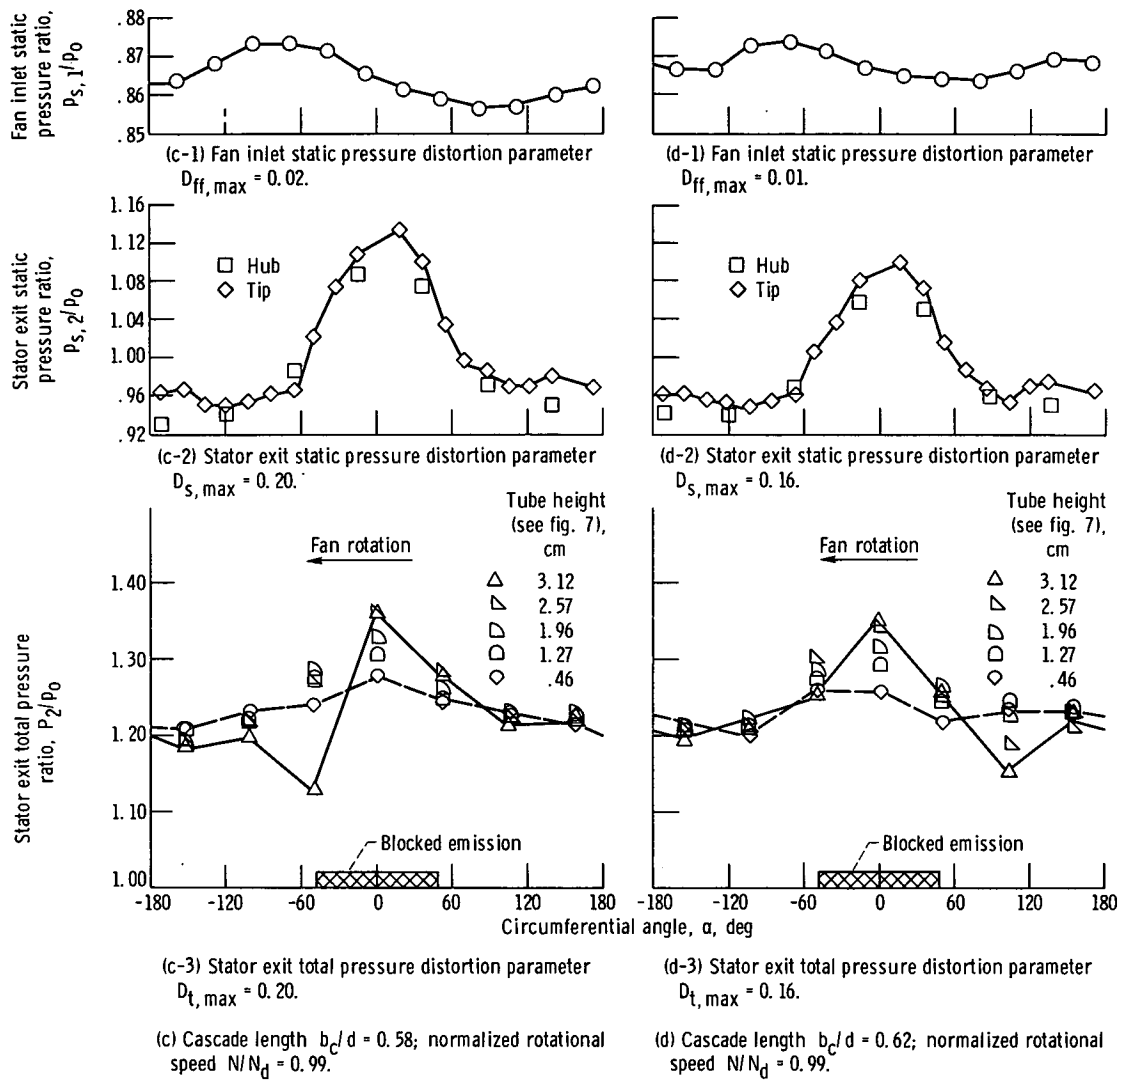 Fan inlet static
pressure ratio,
p_s, 1/p_0
.88
.87
.86
.85
(c-1) Fan inlet static pressure distortion parameter
D_ff, max = 0.02.
(d-1) Fan inlet static pressure distortion parameter
D_ff, max = 0.01.
Stator exit static
pressure ratio,
p_s, 2/p_0
1.16
1.12
1.08
1.04
1.00
.96
.92
Hub
Tip
Hub
Tip
(c-2) Stator exit static pressure distortion parameter
D_s, max = 0.20.
(d-2) Stator exit static pressure distortion parameter
D_s, max = 0.16.
Stator exit total pressure
ratio, P_2/p_0
1.40
1.30
1.20
1.10
1.00
Tube height
(see fig. 7),
cm
3.12
2.57
1.96
1.27
.46
Fan rotation
Blocked emission
Tube height
(see fig. 7),
cm
3.12
2.57
1.96
1.27
.46
Fan rotation
Blocked emission
-180 -120 -60 0 60 120 180
-180 -120 -60 0 60 120 180
Circumferential angle, α, deg
(c-3) Stator exit total pressure distortion parameter
D_t, max = 0.20.
(d-3) Stator exit total pressure distortion parameter
D_t, max = 0.16.
(c) Cascade length b_c/d = 0.58; normalized rotational
speed N/N_d = 0.99.
(d) Cascade length b_c/d = 0.62; normalized rotational
speed N/N_d = 0.99.